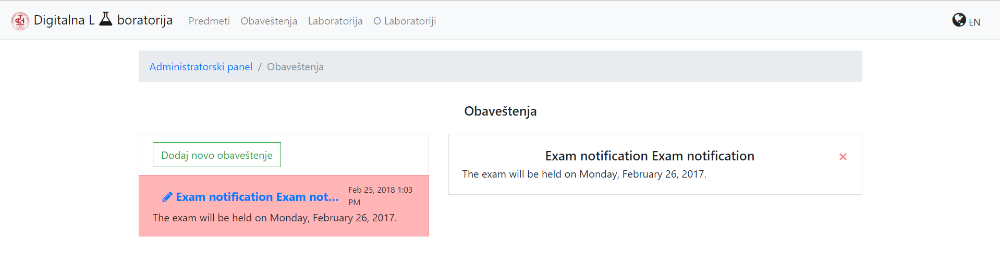 Digitalna L boratorija Predmeti Obaveštenja Laboratorija O Laboratoriji EN
Administratorski panel / Obaveštenja
Obaveštenja
Dodaj novo obaveštenje
Exam notification Exam not... Feb 25, 2018 1:03
PM
The exam will be held on Monday, February 26, 2017.
Exam notification Exam notification
The exam will be held on Monday, February 26, 2017.